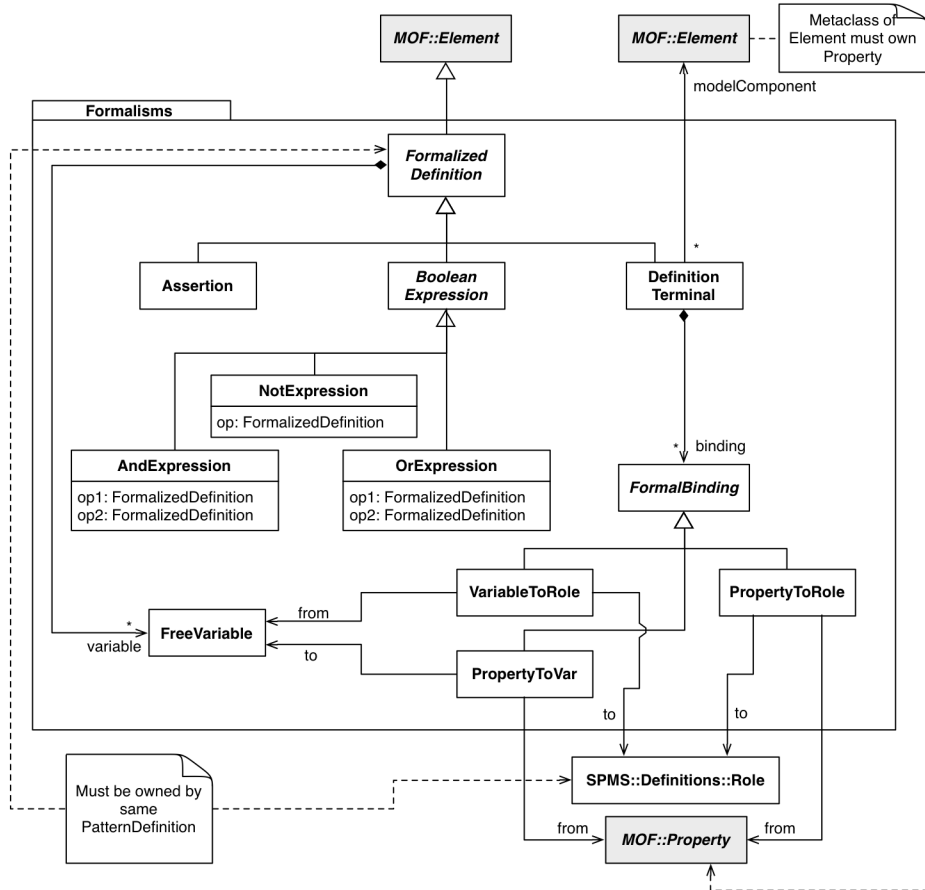 MOF::Element
MOF::Element
Metaclass of
Element must own
Property
modelComponent
Formalisms
Formalized
Definition
*
Assertion
Boolean
Expression
Definition
Terminal
NotExpression
op: FormalizedDefinition
* binding
AndExpression
op1: FormalizedDefinition
op2: FormalizedDefinition
OrExpression
op1: FormalizedDefinition
op2: FormalizedDefinition
FormalBinding
VariableToRole
PropertyToRole
from
*
variable
FreeVariable
to
PropertyToVar
to
to
Must be owned by
same
PatternDefinition
SPMS::Definitions::Role
from
MOF::Property
from